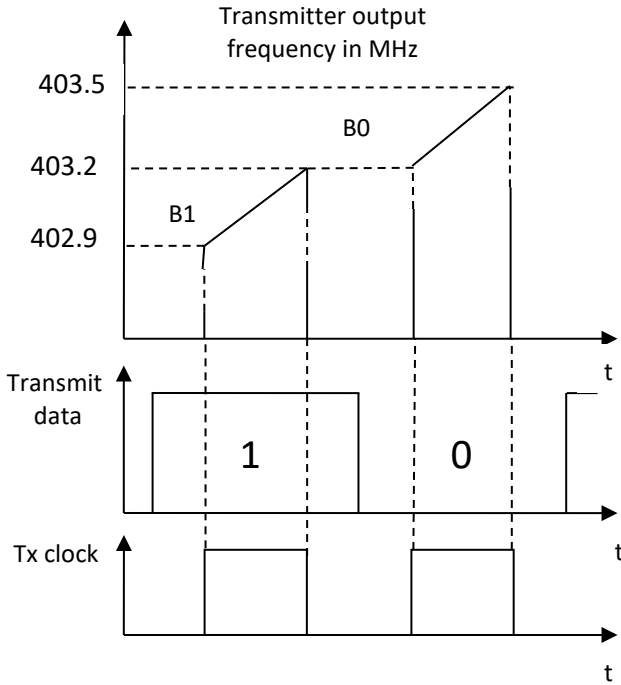 Transmitter output
frequency in MHz
403.5
B0
403.2
B1
402.9
t
Transmit
data
1
0
t
Tx clock
t